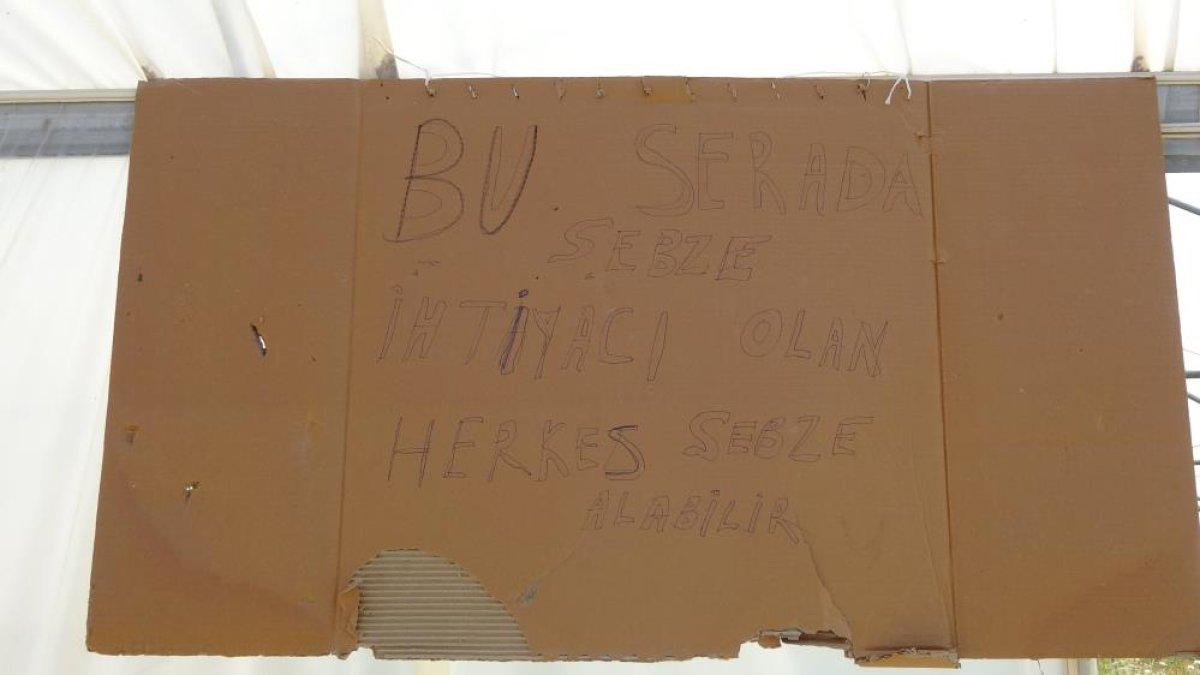 BU SERADA
SEBZE
İHTİYACI OLAN
HERKES SEBZE
ALABİLİR